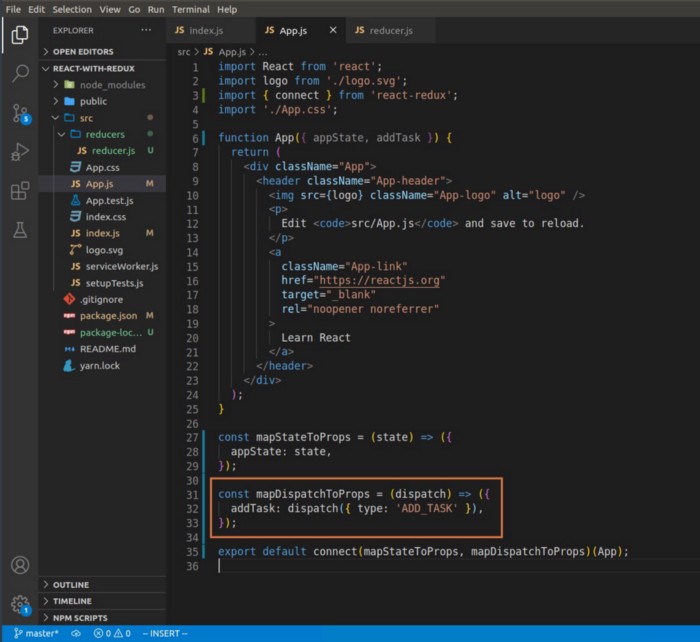 File Edit Selection View Go Run Terminal Help
EXPLORER ...
OPEN EDITORS
REACT-WITH-REDUX
node_modules
public
src
reducers
JS reducer.js U
App.css
JS App.js M
App.test.js
index.css
JS index.js M
logo.svg
JS serviceWorker.js
JS setupTests.js
.gitignore
npm package.json M
npm package-loc... U
README.md
yarn.lock
OUTLINE
TIMELINE
NPM SCRIPTS
JS index.js JS App.js × JS reducer.js
src > JS App.js > ...
1 import React from 'react';
2 import logo from './logo.svg';
3 import { connect } from 'react-redux';
4 import './App.css';
5
6 function App({ appState, addTask }) {
7 return (
8 <div className="App">
9 <header className="App-header">
10 <img src={logo} className="App-logo" alt="logo" />
11 <p>
12 Edit <code>src/App.js</code> and save to reload.
13 </p>
14 <a
15 className="App-link"
16 href="https://reactjs.org"
17 target="_blank"
18 rel="noopener noreferrer"
19 >
20 Learn React
21 </a>
22 </header>
23 </div>
24 );
25 }
26
27 const mapStateToProps = (state) => ({
28 appState: state,
29 });
30
31 const mapDispatchToProps = (dispatch) => ({
32 addTask: dispatch({ type: 'ADD_TASK' }),
33 });
34
35 export default connect(mapStateToProps, mapDispatchToProps)(App);
36
master* 0 0 -- INSERT --